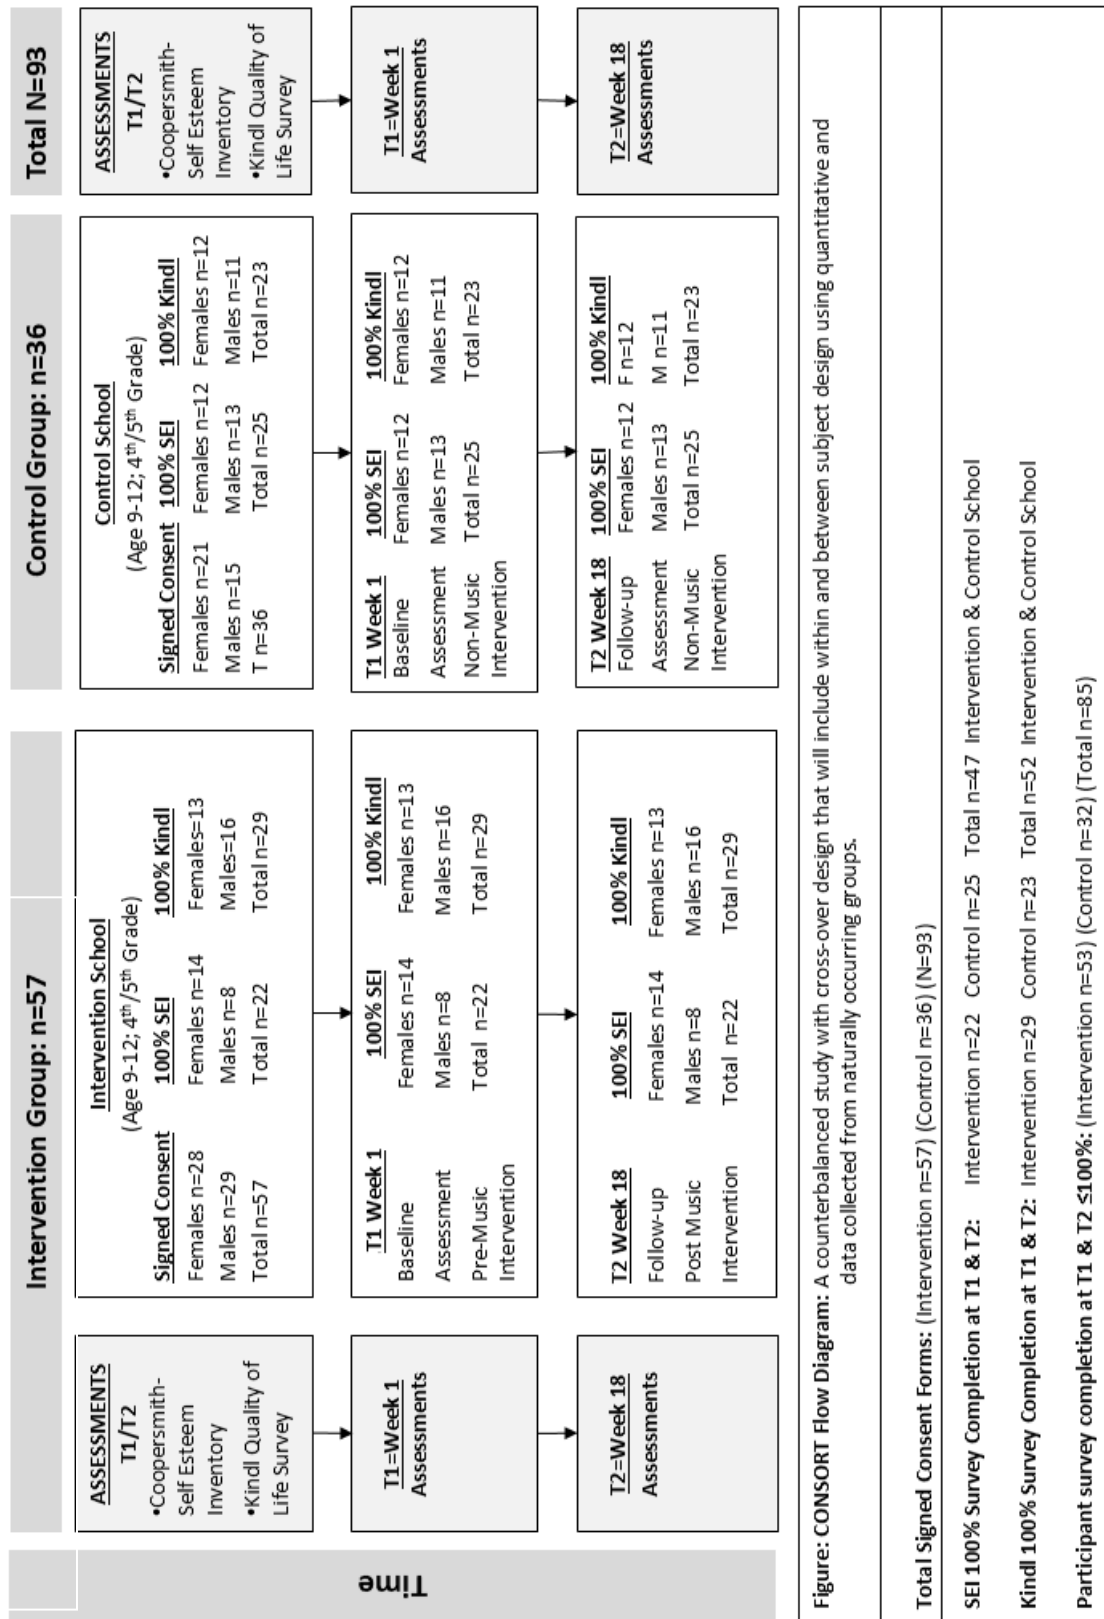 Intervention Group: n=57
Control Group: n=36
Total N=93
Time
ASSESSMENTS
T1/T2
•Coopersmith-
Self Esteem
Inventory
•Kindl Quality of
Life Survey
Intervention School
(Age 9-12; 4th/5th Grade)
Signed Consent
Females n=28
Males n=29
Total n=57
100% SEI
Females n=14
Males n=8
Total n=22
100% Kindl
Females=13
Males=16
Total n=29
Control School
(Age 9-12; 4th/5th Grade)
Signed Consent
Females n=21
Males n=15
T n=36
100% SEI
Females n=12
Males n=13
Total n=25
100% Kindl
Females n=12
Males n=11
Total n=23
ASSESSMENTS
T1/T2
•Coopersmith-
Self Esteem
Inventory
•Kindl Quality of
Life Survey
T1=Week 1
Assessments
T1 Week 1
Baseline
Assessment
Pre-Music
Intervention
100% SEI
Females n=14
Males n=8
Total n=22
100% Kindl
Females n=13
Males n=16
Total n=29
T1 Week 1
Baseline
Assessment
Non-Music
Intervention
100% SEI
Females n=12
Males n=13
Total n=25
100% Kindl
Females n=12
Males n=11
Total n=23
T1=Week 1
Assessments
T2=Week 18
Assessments
T2 Week 18
Follow-up
Post Music
Intervention
100% SEI
Females n=14
Males n=8
Total n=22
100% Kindl
Females n=13
Males n=16
Total n=29
T2 Week 18
Follow-up
Assessment
Non-Music
Intervention
100% SEI
Females n=12
Males n=13
Total n=25
100% Kindl
F n=12
M n=11
Total n=23
T2=Week 18
Assessments
Figure: CONSORT Flow Diagram: A counterbalanced study with cross-over design that will include within and between subject design using quantitative and
data collected from naturally occurring groups.
Total Signed Consent Forms: (Intervention n=57) (Control n=36) (N=93)
SEI 100% Survey Completion at T1 & T2: Intervention n=22 Control n=25 Total n=47 Intervention & Control School
Kindl 100% Survey Completion at T1 & T2: Intervention n=29 Control n=23 Total n=52 Intervention & Control School
Participant survey completion at T1 & T2 ≤100%: (Intervention n=53) (Control n=32) (Total n=85)